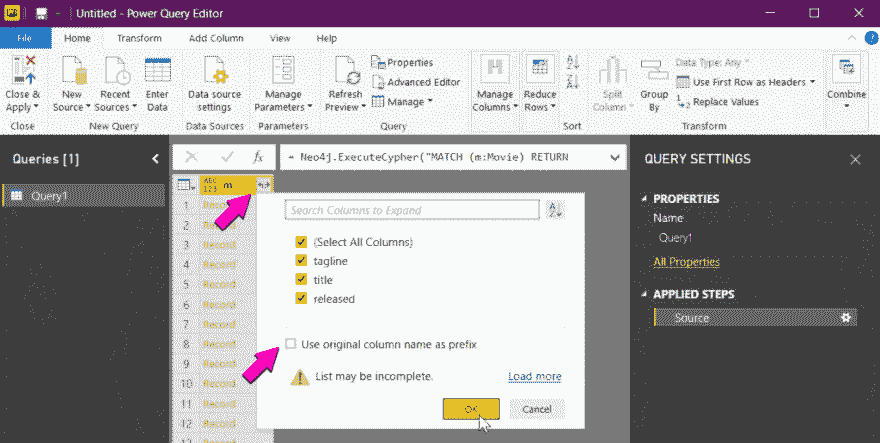 Untitled - Power Query Editor
File Home Transform Add Column View Help
Close & Apply
New Source
Recent Sources
Enter Data
Data source settings
Manage Parameters
Refresh Preview
Properties
Advanced Editor
Manage
Manage Columns
Reduce Rows
Split Column
Group By
Data Type: Any
Use First Row as Headers
Replace Values
Combine
Close New Query Data Sources Parameters Query Sort Transform
Queries [1]
Query1
fx = Neo4j.ExecuteCypher("MATCH (m:Movie) RETURN
ABC 123 m
1 Record
2 Record
3 Record
4 Record
5 Record
6 Record
7 Record
8 Record
9 Record
10 Record
11 Record
12 Record
Search Columns to Expand
(Select All Columns)
tagline
title
released
Use original column name as prefix
List may be incomplete. Load more
OK Cancel
QUERY SETTINGS
PROPERTIES
Name
Query1
All Properties
APPLIED STEPS
Source